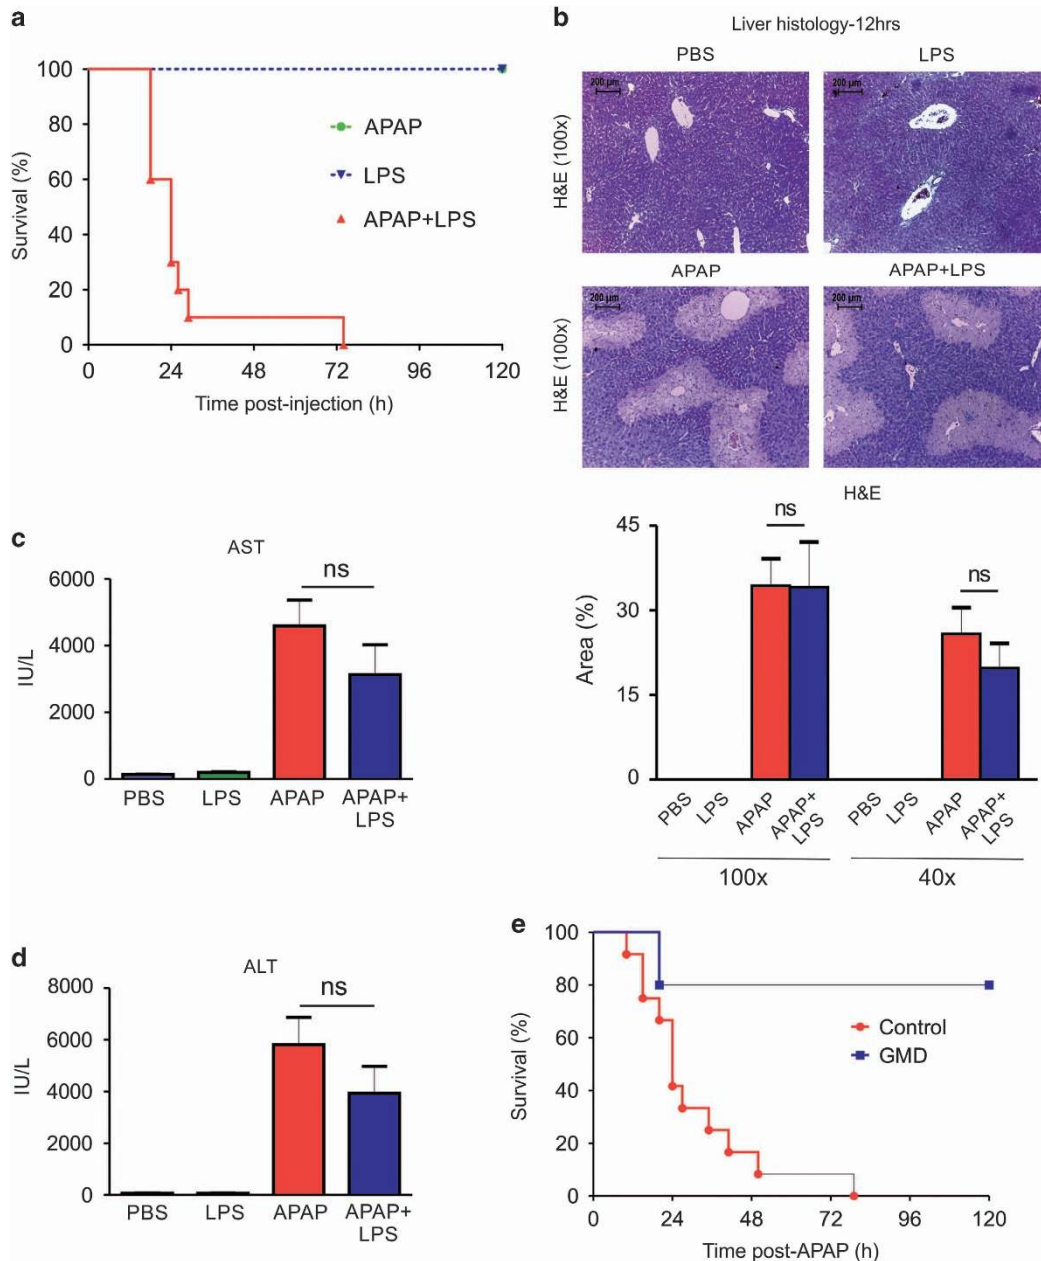 a
100
80
60
40
20
0
Survival (%)
APAP
LPS
APAP+LPS
0 24 48 72 96 120
Time post-injection (h)
b
Liver histology-12hrs
PBS LPS
H&E (100x)
200 µm 200 µm
APAP APAP+LPS
H&E (100x)
200 µm 200 µm
H&E
45
30
15
0
Area (%)
ns
ns
PBS LPS APAP APAP+ LPS PBS LPS APAP APAP+ LPS
100x 40x
c
AST
6000
4000
2000
0
IU/L
ns
PBS LPS APAP APAP+
LPS
d
ALT
8000
6000
4000
2000
0
IU/L
ns
PBS LPS APAP APAP+
LPS
e
100
80
60
40
20
0
Survival (%)
Control
GMD
0 24 48 72 96 120
Time post-APAP (h)